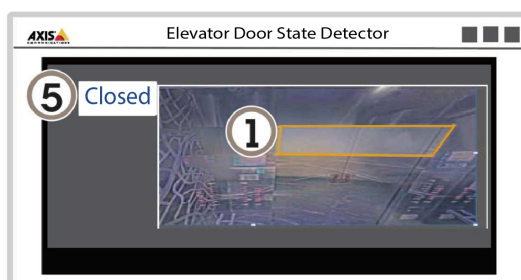 AXIS
COMMUNICATIONS
Elevator Door State Detector
5
Closed
1